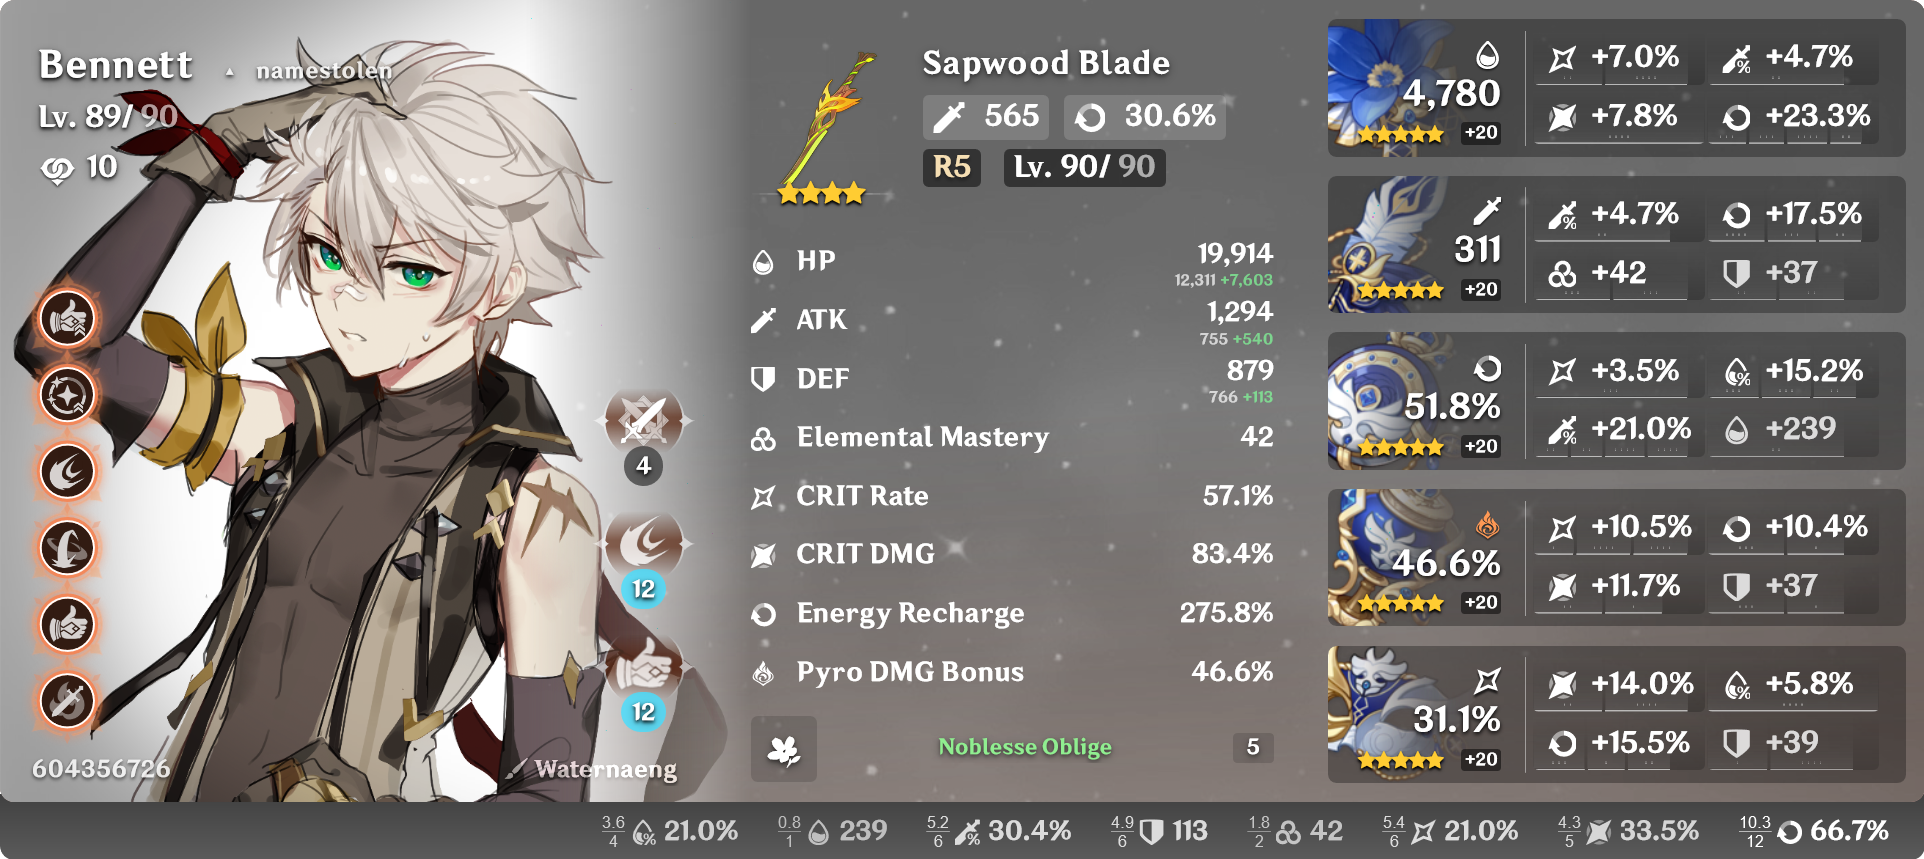 Bennett
namestolen
Lv. 89/ 90
10
604356726
Waternaeng
4
12
12
Sapwood Blade
565 30.6%
R5 Lv. 90/ 90
HP 19,914
12,311 +7,603
ATK 1,294
755 +540
DEF 879
766 +113
Elemental Mastery 42
CRIT Rate 57.1%
CRIT DMG 83.4%
Energy Recharge 275.8%
Pyro DMG Bonus 46.6%
Noblesse Oblige 5
4,780
+20
+7.0% +4.7%
+7.8% +23.3%
311
+20
+4.7% +17.5%
+42 +37
51.8%
+20
+3.5% +15.2%
+21.0% +239
46.6%
+20
+10.5% +10.4%
+11.7% +37
31.1%
+20
+14.0% +5.8%
+15.5% +39
3.6/4 21.0% 0.8/1 239 5.2/6 30.4% 4.9/6 113 1.8/2 42 5.4/6 21.0% 4.3/5 33.5% 10.3/12 66.7%